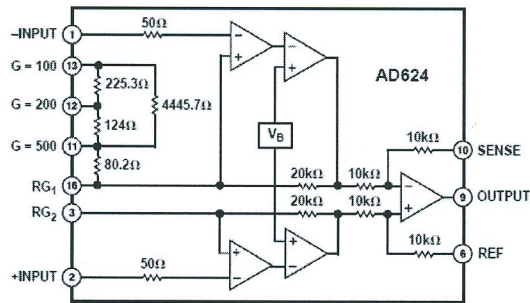 50Ω
–INPUT 1
G = 100 13
AD624
225.3Ω
G = 200 12
4445.7Ω
124Ω
VB
10kΩ
G = 500 11
10 SENSE
80.2Ω
20kΩ 10kΩ
RG1 16
9 OUTPUT
RG2 3
20kΩ 10kΩ
10kΩ
6 REF
50Ω
+INPUT 2